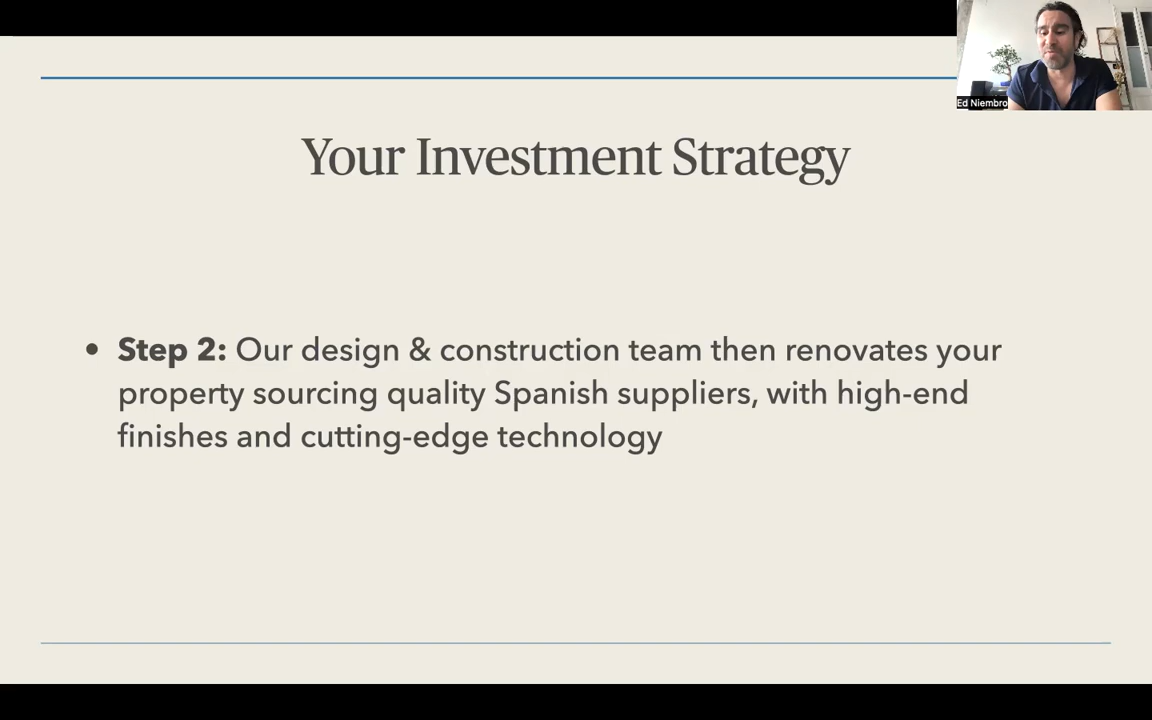 Ed Niembro
Your Investment Strategy
• Step 2: Our design & construction team then renovates your
property sourcing quality Spanish suppliers, with high-end
finishes and cutting-edge technology